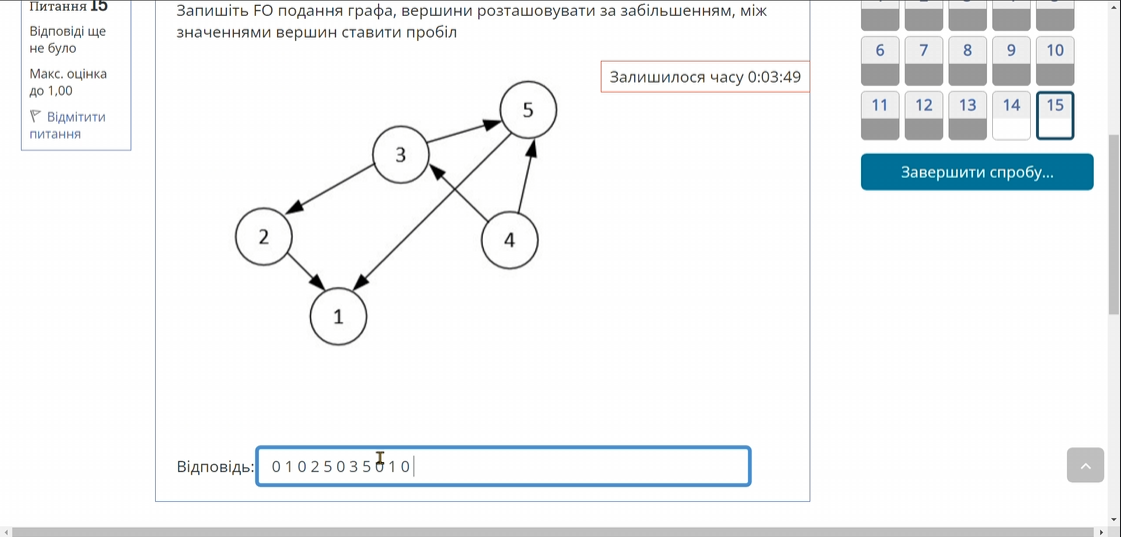 Питання 15
Відповіді ще
не було
Макс. оцінка
до 1,00
Відмітити
питання
Запишіть FO подання графа, вершини розташовувати за забільшенням, між
значеннями вершин ставити пробіл
Залишилося часу 0:03:49
5
3
2
4
1
Відповідь: 0 1 0 2 5 0 3 5 0 1 0
6 7 8 9 10
11 12 13 14 15
Завершити спробу...